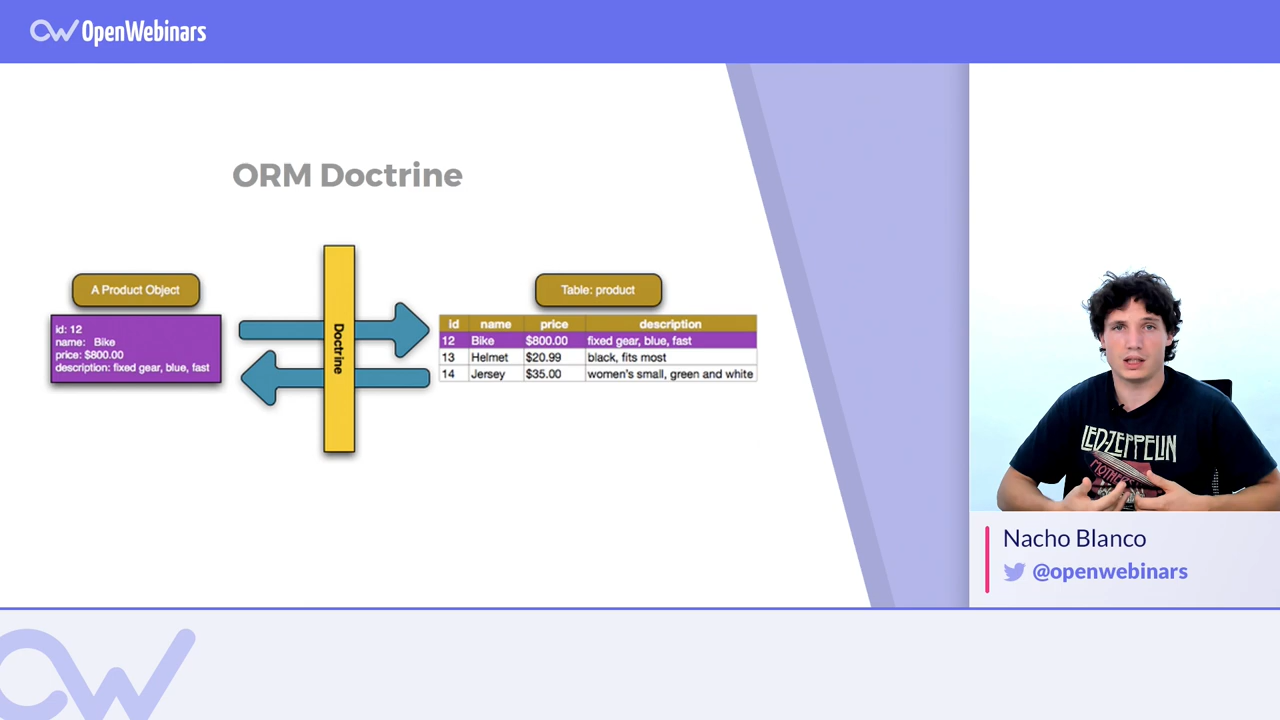 OpenWebinars
ORM Doctrine
A Product Object
id: 12
name: Bike
price: $800.00
description: fixed gear, blue, fast
Doctrine
Table: product
id name price description
12 Bike $800.00 fixed gear, blue, fast
13 Helmet $20.99 black, fits most
14 Jersey $35.00 women's small, green and white
LED-ZEPPELIN
MOTHERS
Nacho Blanco
@openwebinars